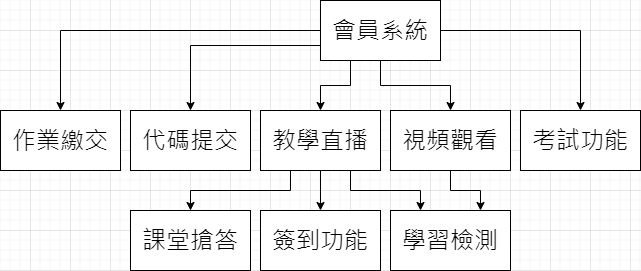 會員系統
作業繳交
代碼提交
教學直播
視頻觀看
考試功能
課堂搶答
簽到功能
學習檢測